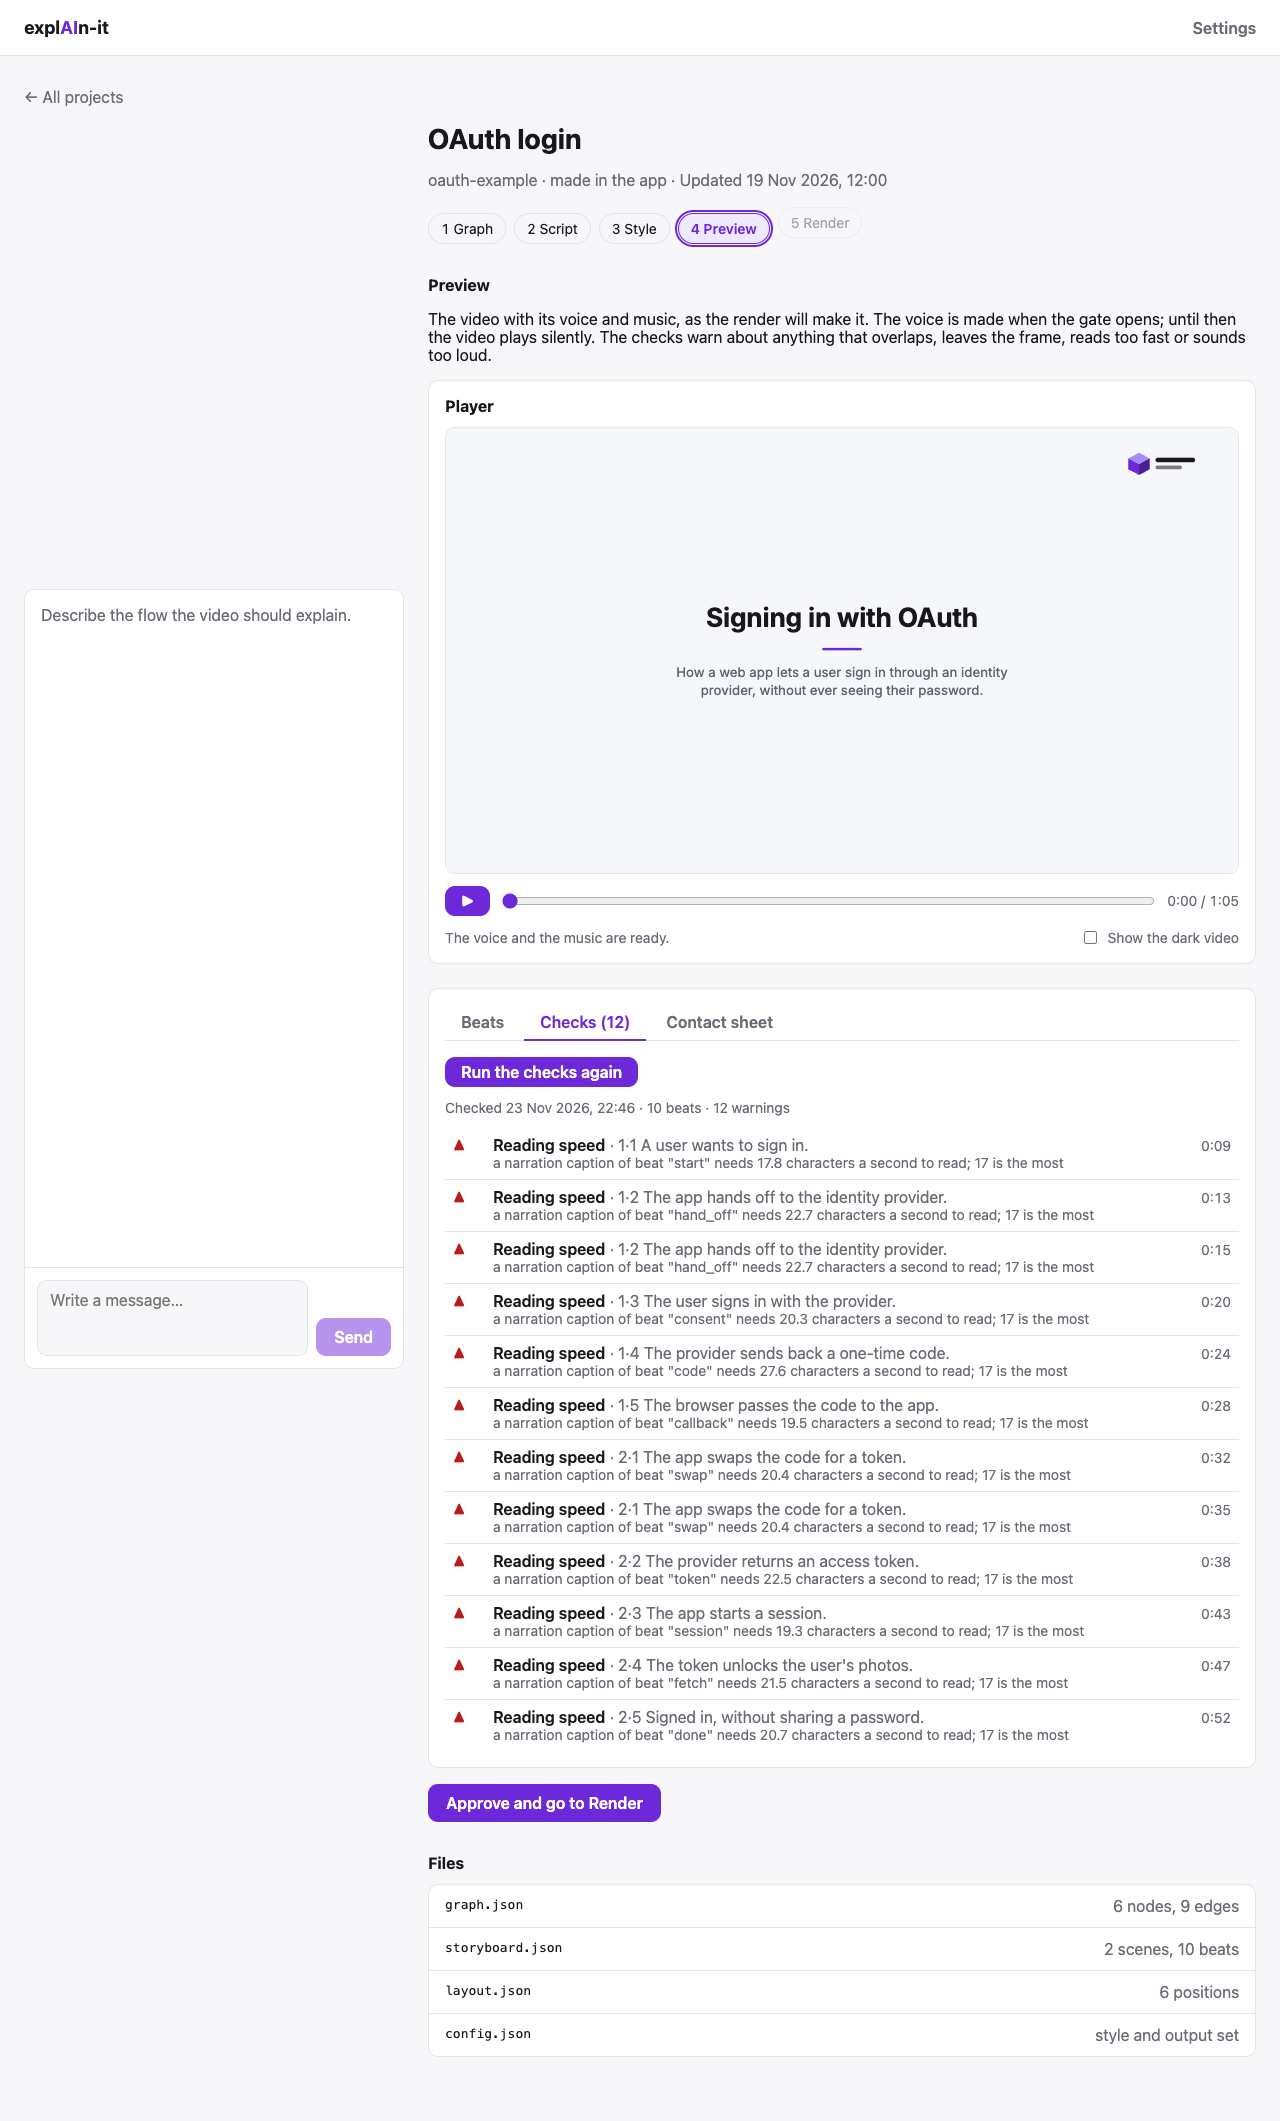 explAIn-it
Settings
← All projects
OAuth login
oauth-example · made in the app · Updated 19 Nov 2026, 12:00
1 Graph
2 Script
3 Style
4 Preview
5 Render
Preview
The video with its voice and music, as the render will make it. The voice is made when the gate opens; until then
the video plays silently. The checks warn about anything that overlaps, leaves the frame, reads too fast or sounds
too loud.
Player
Signing in with OAuth
How a web app lets a user sign in through an identity
provider, without ever seeing their password.
0:00 / 1:05
The voice and the music are ready.
Show the dark video
Describe the flow the video should explain.
Write a message...
Send
Beats
Checks (12)
Contact sheet
Run the checks again
Checked 23 Nov 2026, 22:46 · 10 beats · 12 warnings
Reading speed · 1·1 A user wants to sign in. 0:09
a narration caption of beat "start" needs 17.8 characters a second to read; 17 is the most
Reading speed · 1·2 The app hands off to the identity provider. 0:13
a narration caption of beat "hand_off" needs 22.7 characters a second to read; 17 is the most
Reading speed · 1·2 The app hands off to the identity provider. 0:15
a narration caption of beat "hand_off" needs 22.7 characters a second to read; 17 is the most
Reading speed · 1·3 The user signs in with the provider. 0:20
a narration caption of beat "consent" needs 20.3 characters a second to read; 17 is the most
Reading speed · 1·4 The provider sends back a one-time code. 0:24
a narration caption of beat "code" needs 27.6 characters a second to read; 17 is the most
Reading speed · 1·5 The browser passes the code to the app. 0:28
a narration caption of beat "callback" needs 19.5 characters a second to read; 17 is the most
Reading speed · 2·1 The app swaps the code for a token. 0:32
a narration caption of beat "swap" needs 20.4 characters a second to read; 17 is the most
Reading speed · 2·1 The app swaps the code for a token. 0:35
a narration caption of beat "swap" needs 20.4 characters a second to read; 17 is the most
Reading speed · 2·2 The provider returns an access token. 0:38
a narration caption of beat "token" needs 22.5 characters a second to read; 17 is the most
Reading speed · 2·3 The app starts a session. 0:43
a narration caption of beat "session" needs 19.3 characters a second to read; 17 is the most
Reading speed · 2·4 The token unlocks the user's photos. 0:47
a narration caption of beat "fetch" needs 21.5 characters a second to read; 17 is the most
Reading speed · 2·5 Signed in, without sharing a password. 0:52
a narration caption of beat "done" needs 20.7 characters a second to read; 17 is the most
Approve and go to Render
Files
graph.json 6 nodes, 9 edges
storyboard.json 2 scenes, 10 beats
layout.json 6 positions
config.json style and output set